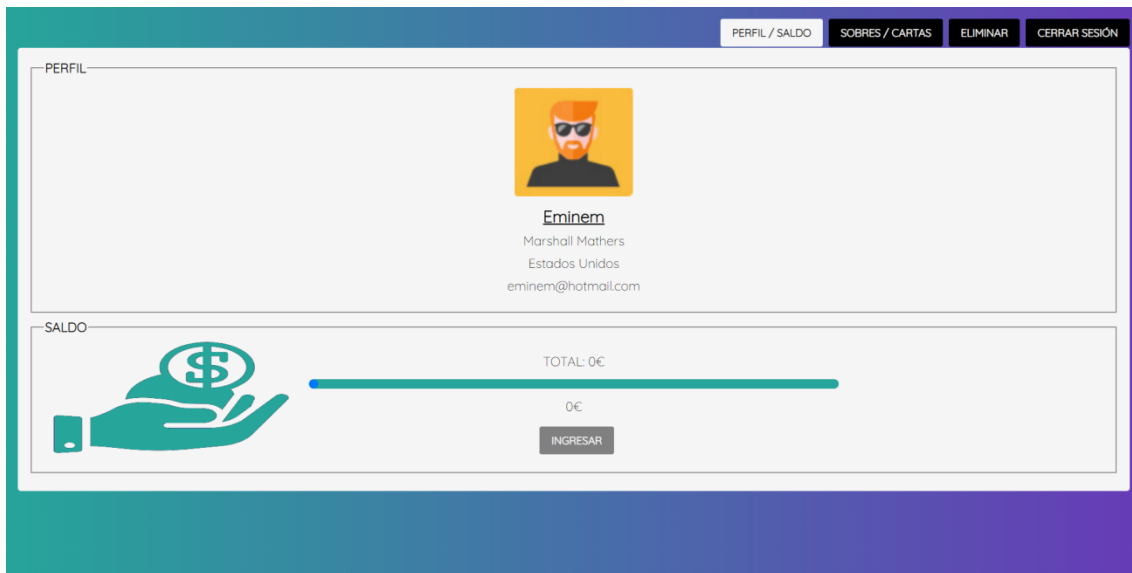 PERFIL / SALDO SOBRES / CARTAS ELIMINAR CERRAR SESIÓN
PERFIL
Eminem
Marshall Mathers
Estados Unidos
eminem@hotmail.com
SALDO
$
TOTAL: 0€
0€
INGRESAR